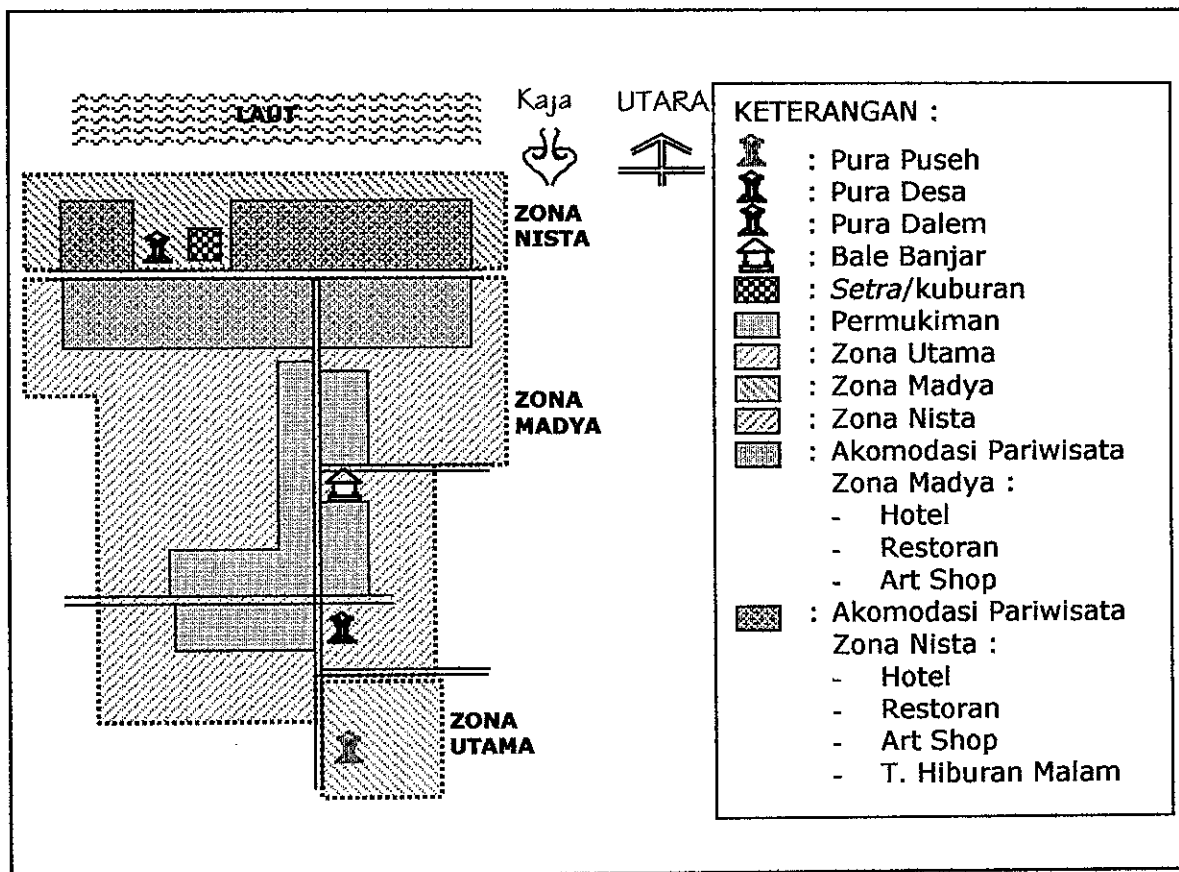 LAUT
Kaja
UTARA
ZONA
NISTA
ZONA
MADYA
ZONA
UTAMA
KETERANGAN :
: Pura Puseh
: Pura Desa
: Pura Dalem
: Bale Banjar
: Setra/kuburan
: Permukiman
: Zona Utama
: Zona Madya
: Zona Nista
: Akomodasi Pariwisata
Zona Madya :
- Hotel
- Restoran
- Art Shop
: Akomodasi Pariwisata
Zona Nista :
- Hotel
- Restoran
- Art Shop
- T. Hiburan Malam